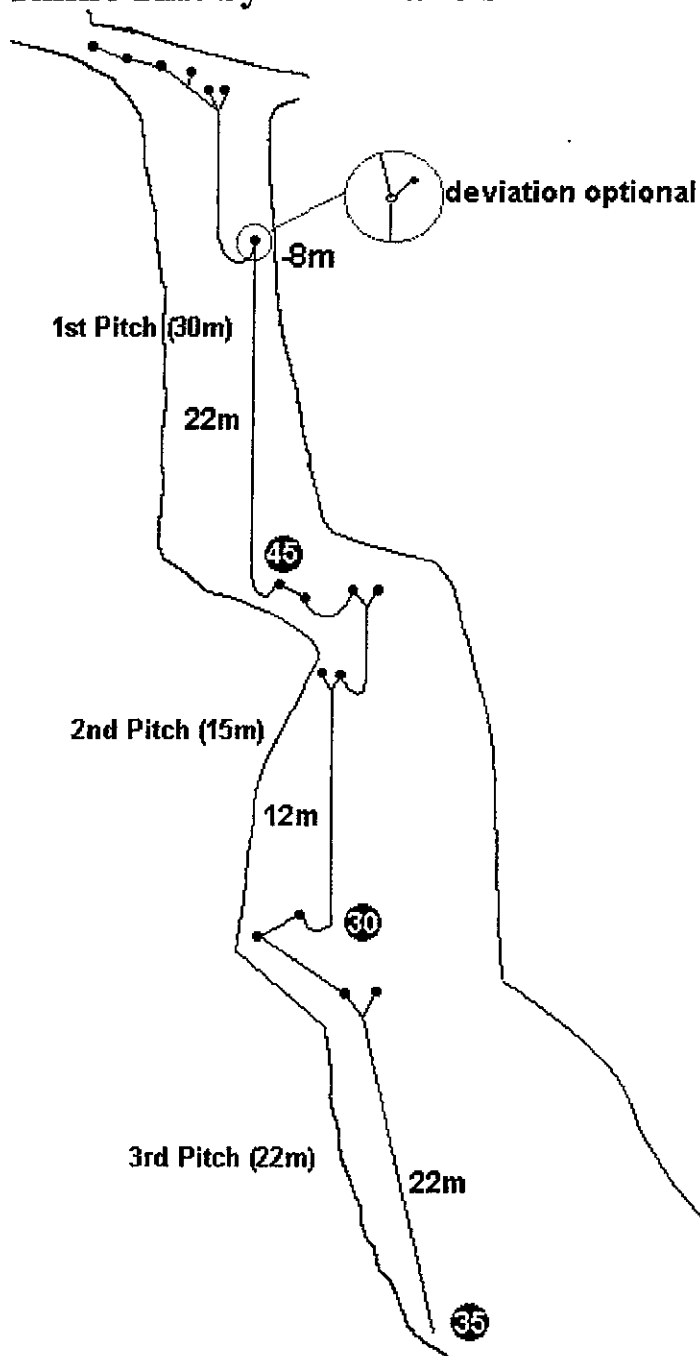 deviation optional
-8m
1st Pitch (30m)
22m
45
2nd Pitch (15m)
12m
30
3rd Pitch (22m)
22m
35